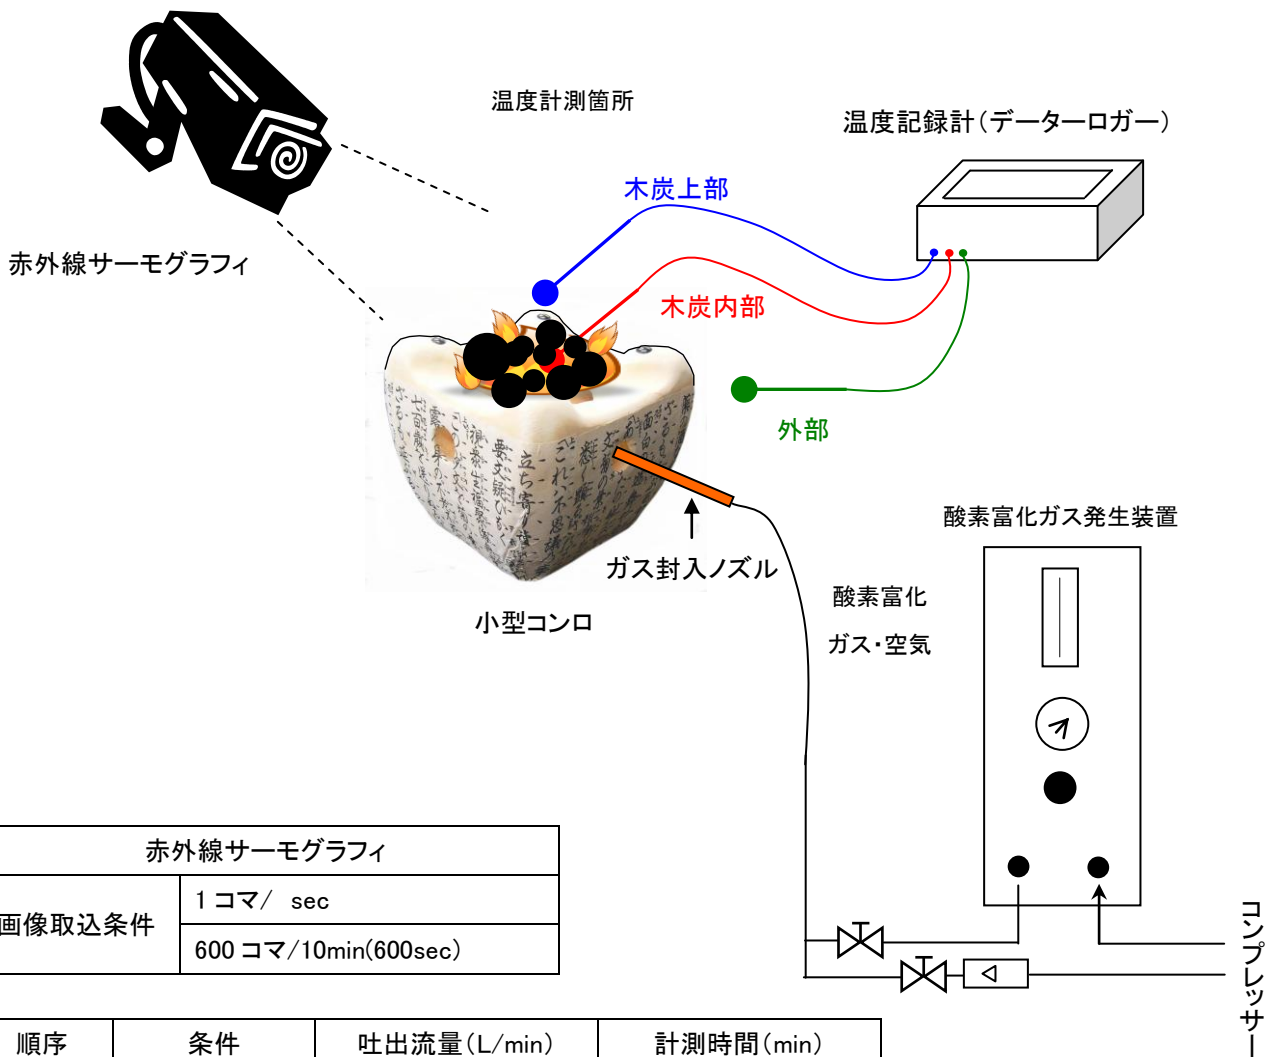 温度計測箇所
温度記録計(データーロガー)
木炭上部
赤外線サーモグラフィ
木炭内部
外部
酸素富化ガス発生装置
ガス封入ノズル
酸素富化
ガス・空気
小型コンロ
赤外線サーモグラフィ
画像取込条件
1コマ/ sec
600コマ/10min(600sec)
コンプレッサー
順序 条件 吐出流量(L/min) 計測時間(min)